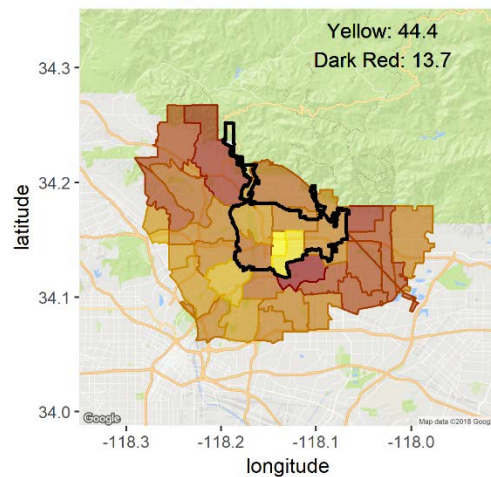 Yellow: 44.4
Dark Red: 13.7
34.3
34.2
34.1
34.0
latitude
Google
Map data ©2018 Google
-118.3 -118.2 -118.1 -118.0
longitude